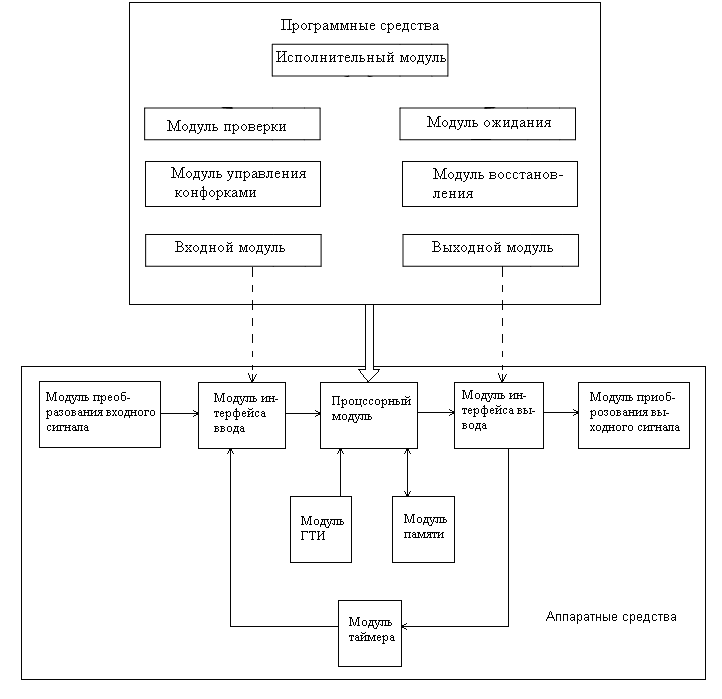 Программные средства
Исполнительный модуль
Модуль проверки
Модуль ожидания
Модуль управления
конфорками
Модуль восстанов-
ления
Входной модуль
Выходной модуль
Модуль преоб-
разования входного
сигнала
Модуль ин-
терфейса
ввода
Процссорный
модуль
Модуль ин-
терфейса вы-
вода
Модуль приоб-
розования вы-
ходного сигнала
Модуль
ГТИ
Модуль
памяти
Модуль
таймера
Аппаратные средства